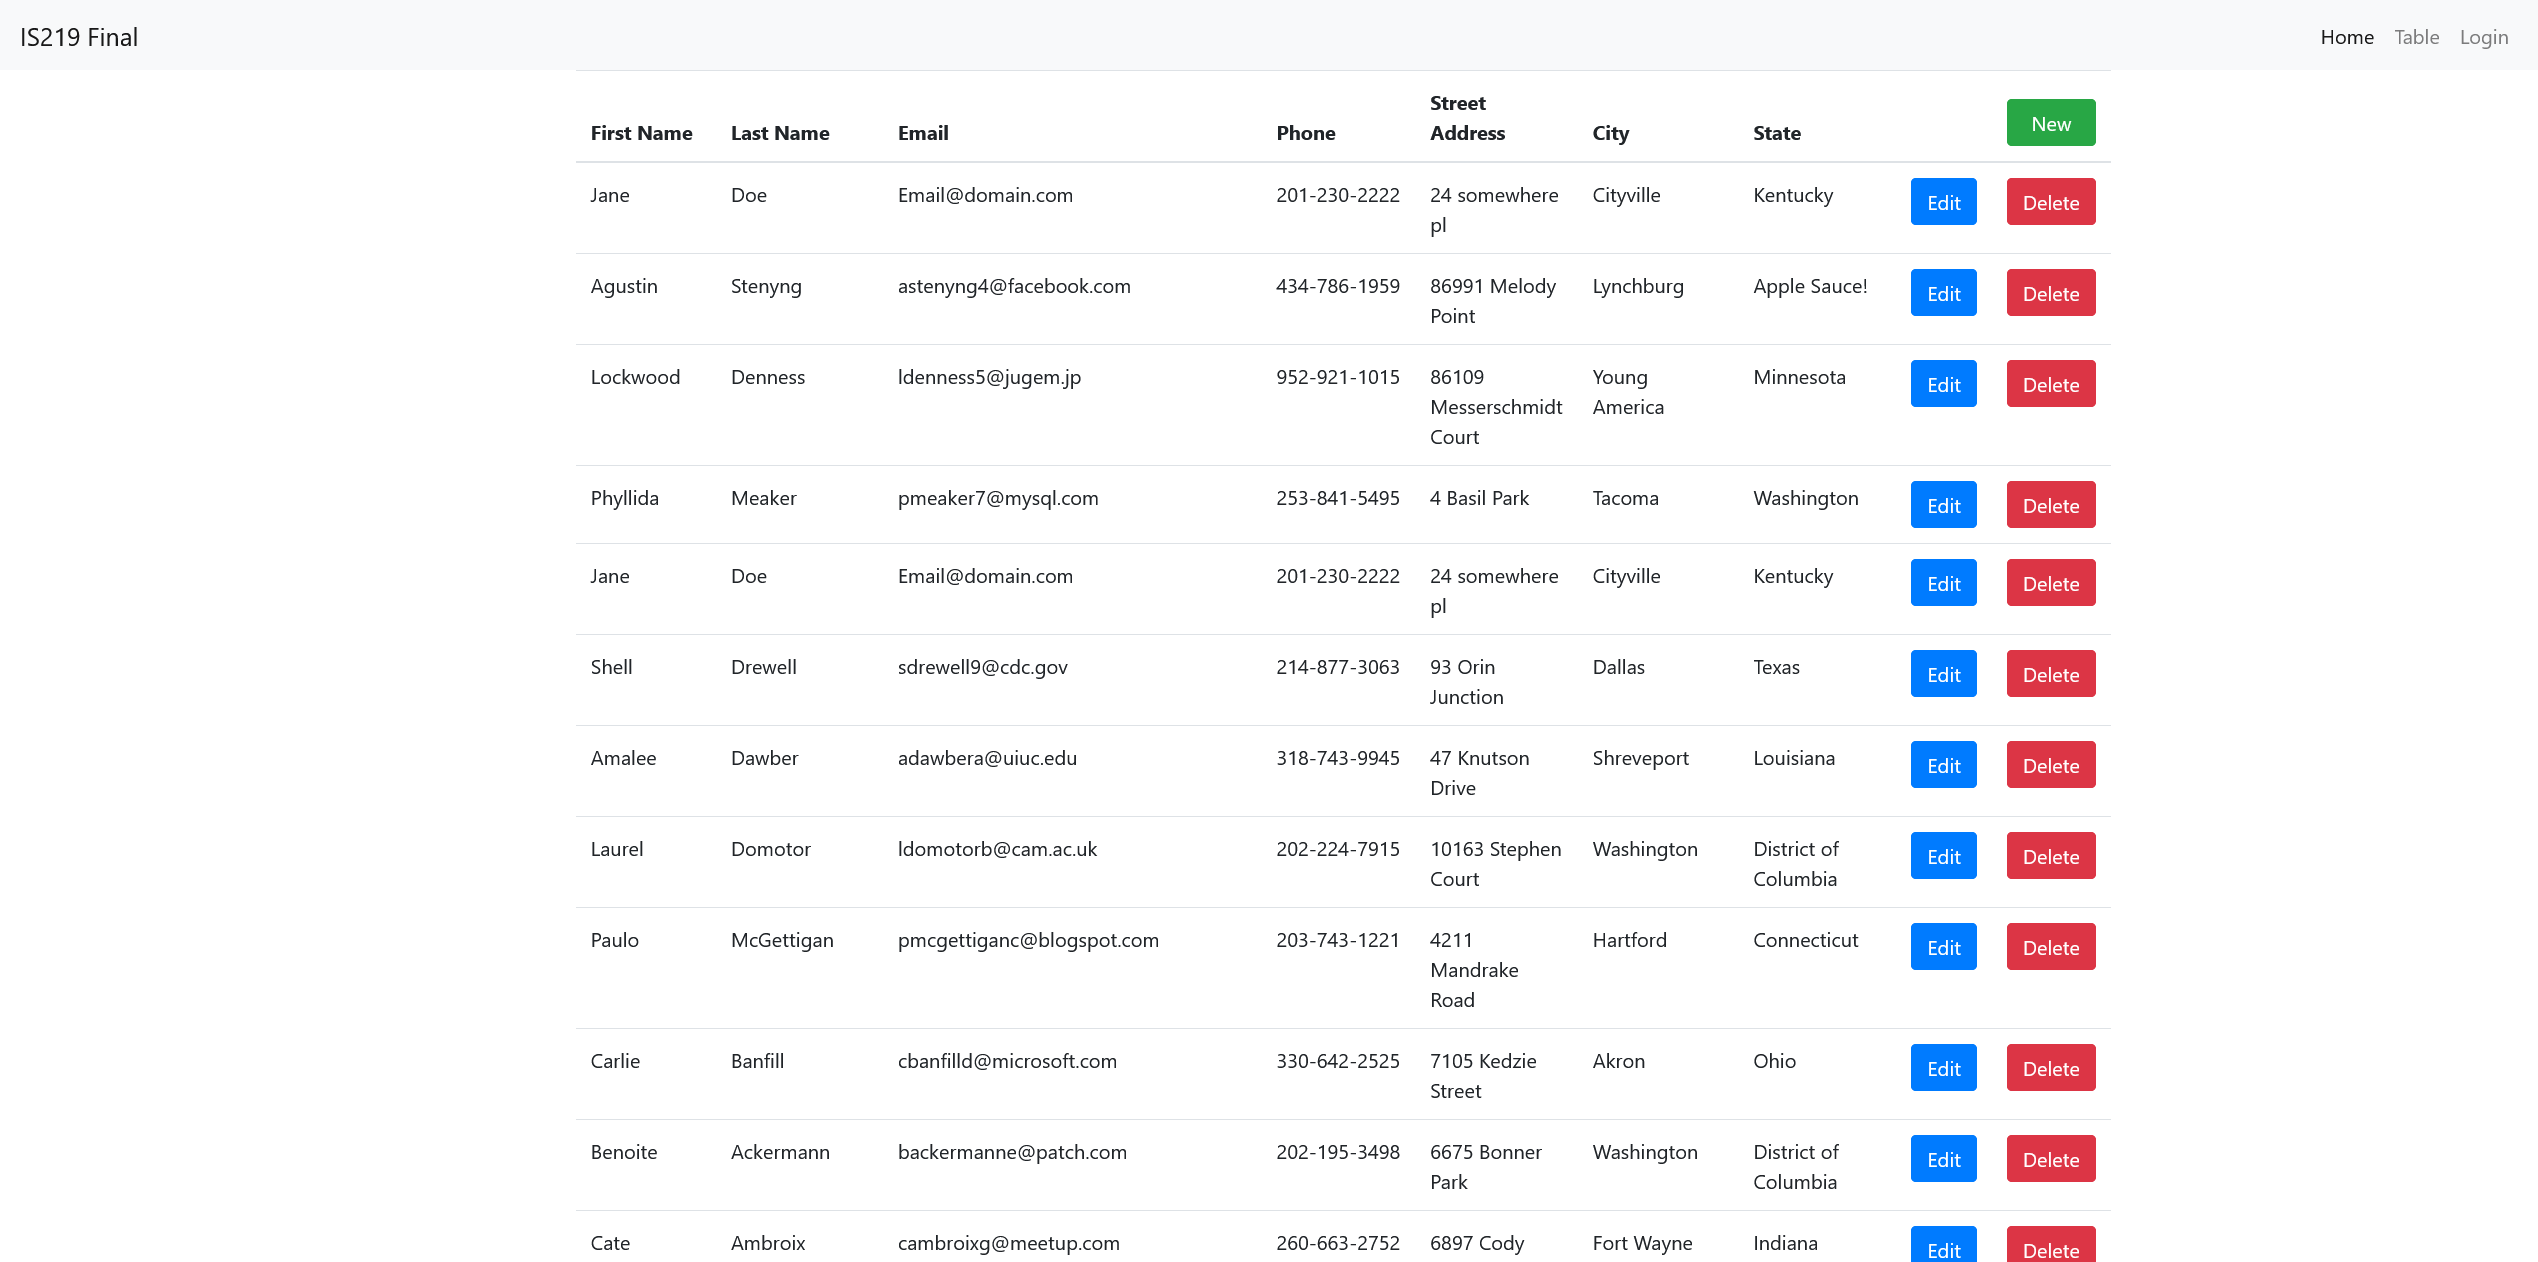 IS219 Final Home Table Login
First Name Last Name Email Phone Street Address City State New
Jane Doe Email@domain.com 201-230-2222 24 somewhere pl Cityville Kentucky Edit Delete
Agustin Stenyng astenyng4@facebook.com 434-786-1959 86991 Melody Point Lynchburg Apple Sauce! Edit Delete
Lockwood Denness ldenness5@jugem.jp 952-921-1015 86109 Messerschmidt Court Young America Minnesota Edit Delete
Phyllida Meaker pmeaker7@mysql.com 253-841-5495 4 Basil Park Tacoma Washington Edit Delete
Jane Doe Email@domain.com 201-230-2222 24 somewhere pl Cityville Kentucky Edit Delete
Shell Drewell sdrewell9@cdc.gov 214-877-3063 93 Orin Junction Dallas Texas Edit Delete
Amalee Dawber adawbera@uiuc.edu 318-743-9945 47 Knutson Drive Shreveport Louisiana Edit Delete
Laurel Domotor ldomotorb@cam.ac.uk 202-224-7915 10163 Stephen Court Washington District of Columbia Edit Delete
Paulo McGettigan pmcgettiganc@blogspot.com 203-743-1221 4211 Mandrake Road Hartford Connecticut Edit Delete
Carlie Banfill cbanfilld@microsoft.com 330-642-2525 7105 Kedzie Street Akron Ohio Edit Delete
Benoite Ackermann backermanne@patch.com 202-195-3498 6675 Bonner Park Washington District of Columbia Edit Delete
Cate Ambroix cambroixg@meetup.com 260-663-2752 6897 Cody Fort Wayne Indiana Edit Delete